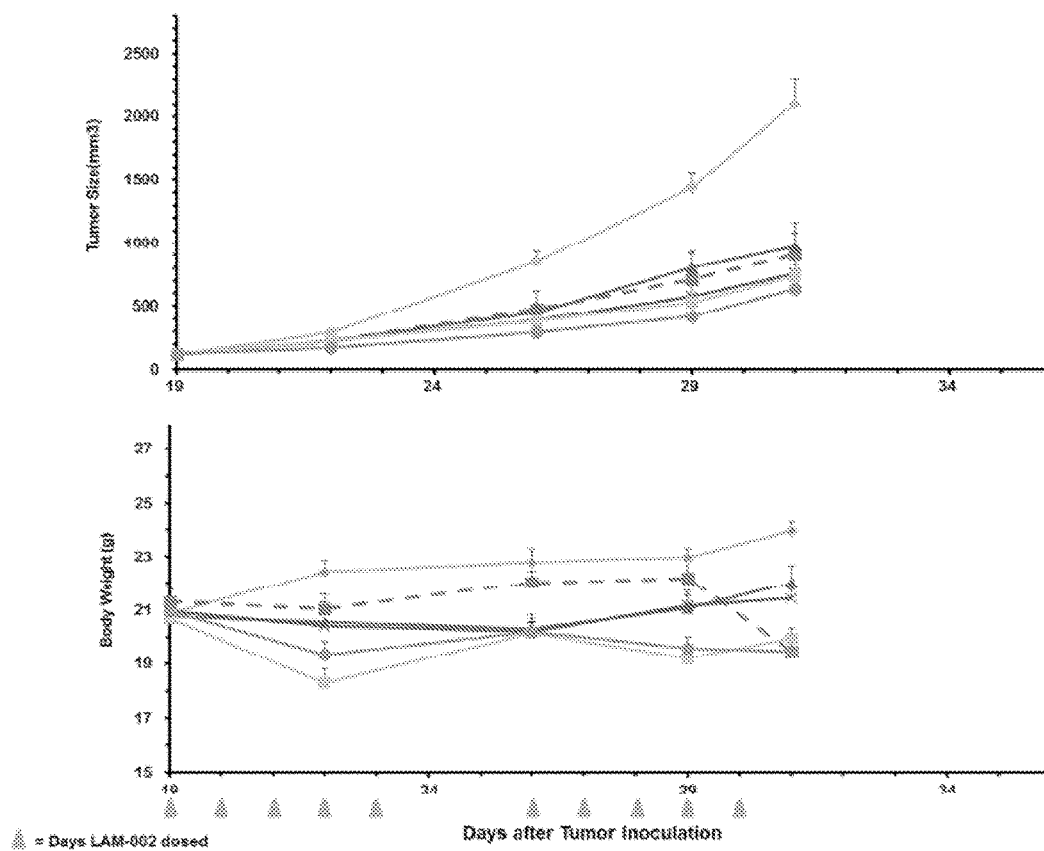 2500
2000
1500
1000
500
0
Tumor Size(mm3)
19 24 29 34
27
25
23
21
19
17
15
Body Weight (g)
19 24 29 34
Days after Tumor Inoculation
= Days LAM-002 dosed